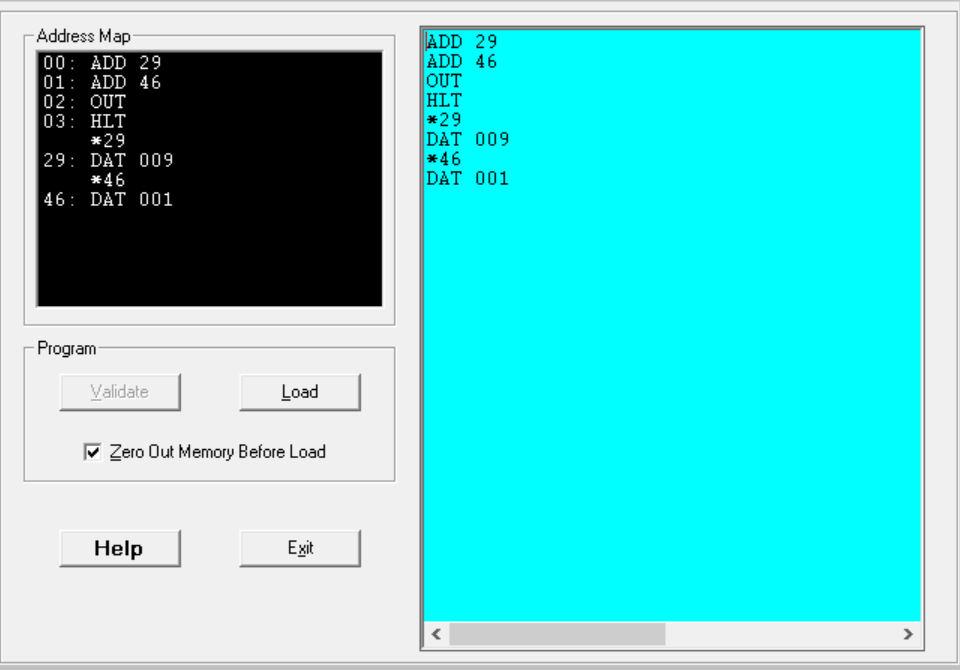 Address Map
00: ADD 29
01: ADD 46
02: OUT
03: HLT
*29
29: DAT 009
*46
46: DAT 001
Program
Validate
Load
Zero Out Memory Before Load
Help
Exit
ADD 29
ADD 46
OUT
HLT
*29
DAT 009
*46
DAT 001